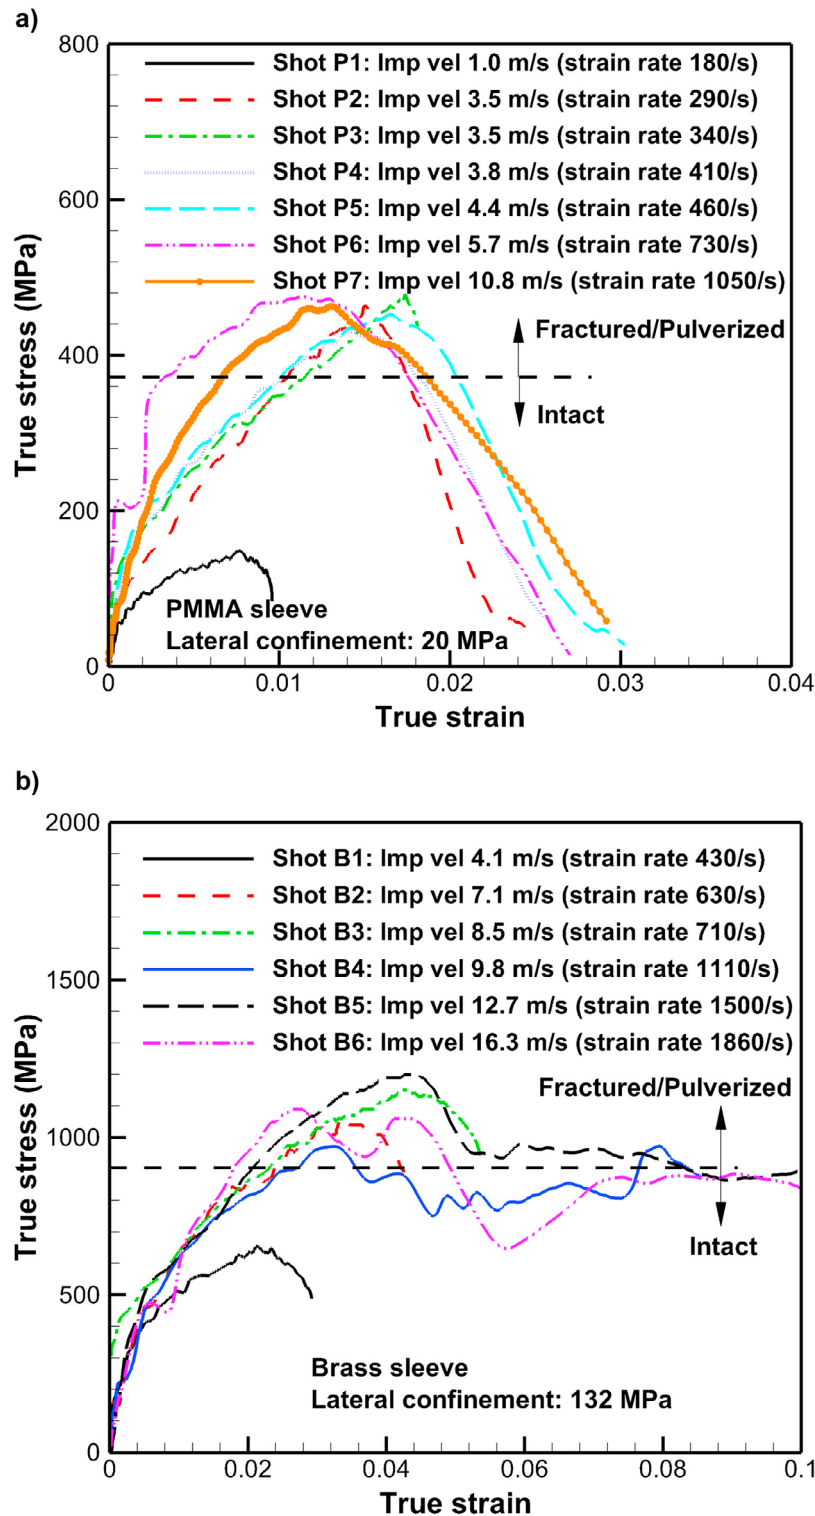 a)
800
Shot P1: Imp vel 1.0 m/s (strain rate 180/s)
Shot P2: Imp vel 3.5 m/s (strain rate 290/s)
Shot P3: Imp vel 3.5 m/s (strain rate 340/s)
Shot P4: Imp vel 3.8 m/s (strain rate 410/s)
600
Shot P5: Imp vel 4.4 m/s (strain rate 460/s)
Shot P6: Imp vel 5.7 m/s (strain rate 730/s)
Shot P7: Imp vel 10.8 m/s (strain rate 1050/s)
True stress (MPa)
Fractured/Pulverized
400
Intact
200
PMMA sleeve
Lateral confinement: 20 MPa
0
0 0.01 0.02 0.03 0.04
True strain
b)
2000
Shot B1: Imp vel 4.1 m/s (strain rate 430/s)
Shot B2: Imp vel 7.1 m/s (strain rate 630/s)
Shot B3: Imp vel 8.5 m/s (strain rate 710/s)
1500
Shot B4: Imp vel 9.8 m/s (strain rate 1110/s)
Shot B5: Imp vel 12.7 m/s (strain rate 1500/s)
Shot B6: Imp vel 16.3 m/s (strain rate 1860/s)
True stress (MPa)
Fractured/Pulverized
1000
Intact
500
Brass sleeve
Lateral confinement: 132 MPa
0
0 0.02 0.04 0.06 0.08 0.1
True strain